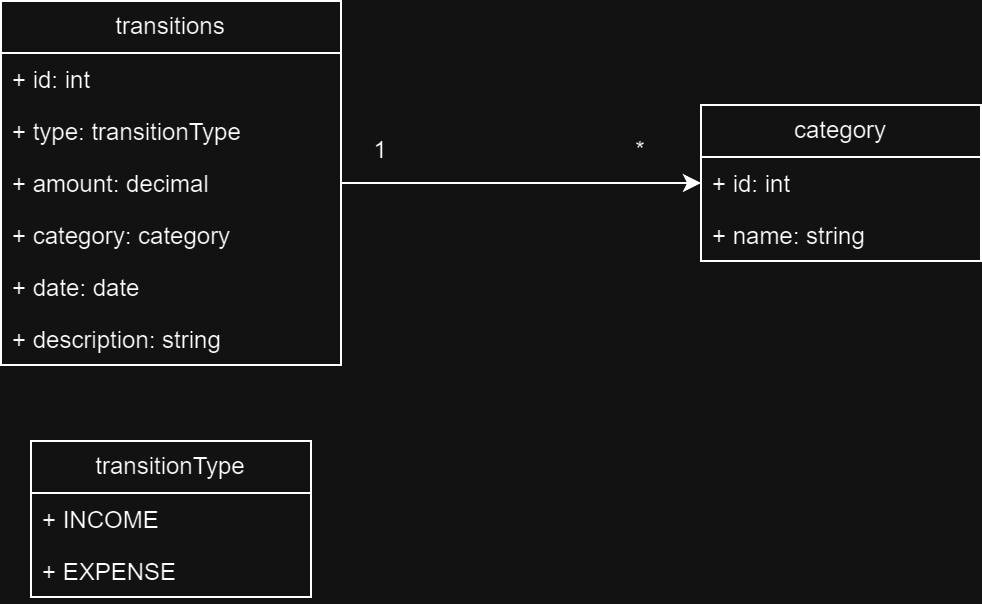 transitions
+ id: int
+ type: transitionType
+ amount: decimal
+ category: category
+ date: date
+ description: string
1
*
category
+ id: int
+ name: string
transitionType
+ INCOME
+ EXPENSE